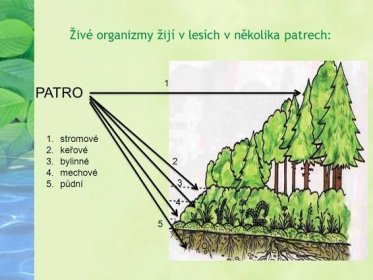 Živé organizmy žijí v lesích v několika patrech:
PATRO
1
1. stromové
2. keřové
3. bylinné
4. mechové
5. půdní
2
3
4
5